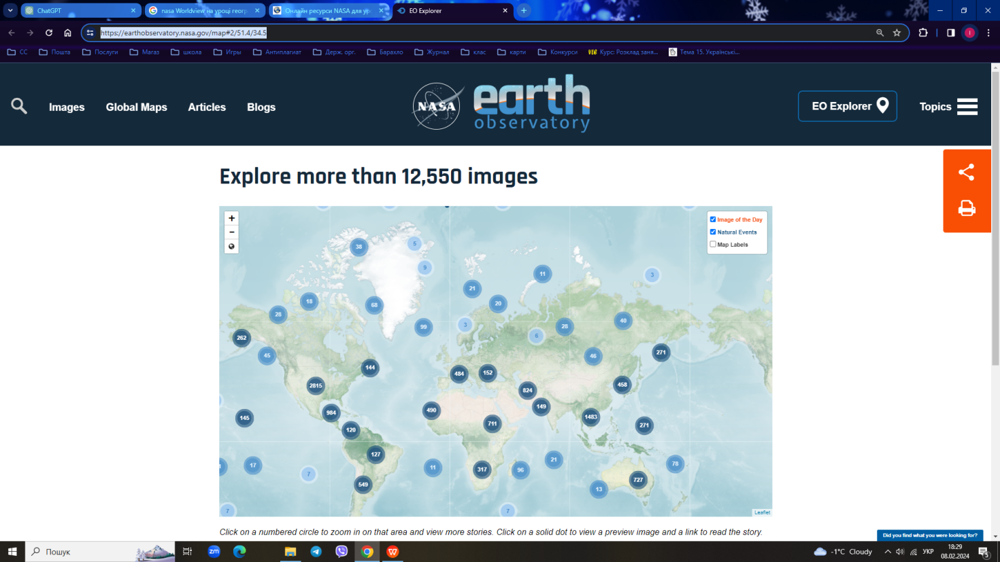 ChatGPT
nasa Worldview на уроці геогр
Онлайн ресурси NASA для ур
EO Explorer
https://earthobservatory.nasa.gov/map#2/51.4/34.5
СС
Пошта
Послуги
Магаз
школа
Игры
Антиплагиат
Держ. орг.
Барахло
Журнал
клас
карти
Конкурси
Курс: Розклад заня...
Тема 15. Українські...
Images
Global Maps
Articles
Blogs
NASA
earth
observatory
EO Explorer
Topics
Explore more than 12,550 images
+
−
Image of the Day
Natural Events
Map Labels
38
5
9
11
3
21
18
20
68
28
99
3
28
40
6
262
45
271
46
144
484
152
2815
824
458
149
490
984
145
1483
711
271
120
127
21
78
17
11
317
96
7
727
549
13
7
7
Leaflet
Click on a numbered circle to zoom in on that area and view more stories. Click on a solid dot to view a preview image and a link to read the story.
Did you find what you were looking for?
Пошук
zm
-1°C Cloudy
УКР
18:29
08.02.2024
5